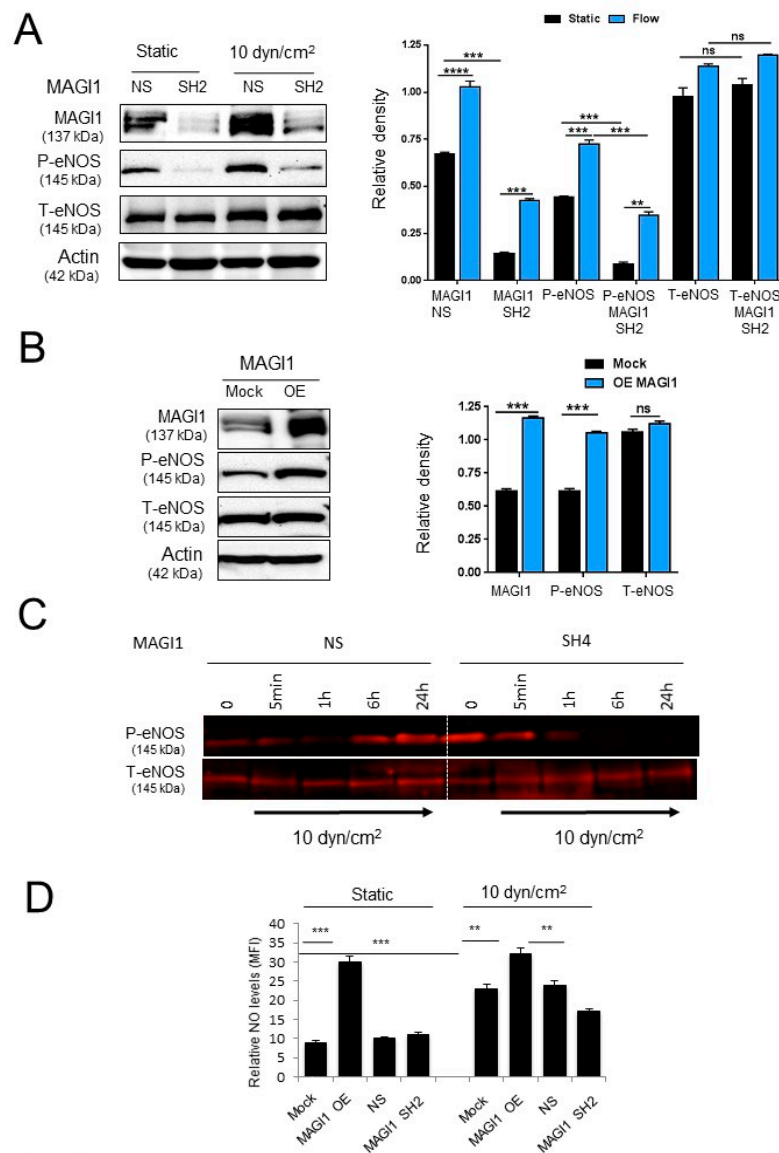 A
Static 10 dyn/cm²
MAGI1 NS SH2 NS SH2
MAGI1
(137 kDa)
P-eNOS
(145 kDa)
T-eNOS
(145 kDa)
Actin
(42 kDa)
Static Flow
Relative density
1.25
1.00
0.75
0.50
0.25
0.00
*** **** *** *** *** *** ** ns ns
MAGI1
NS
MAGI1
SH2
P-eNOS
P-eNOS
MAGI1
SH2
T-eNOS
T-eNOS
MAGI1
SH2
B
MAGI1
Mock OE
MAGI1
(137 kDa)
P-eNOS
(145 kDa)
T-eNOS
(145 kDa)
Actin
(42 kDa)
Mock
OE MAGI1
Relative density
1.25
1.00
0.75
0.50
0.25
0.00
*** *** ns
MAGI1 P-eNOS T-eNOS
C
MAGI1 NS SH4
0 5min 1h 6h 24h 0 5min 1h 6h 24h
P-eNOS
(145 kDa)
T-eNOS
(145 kDa)
10 dyn/cm² 10 dyn/cm²
D
Static 10 dyn/cm²
Relative NO levels (MFI)
40
35
30
25
20
15
10
5
0
*** *** ** **
Mock MAGI1 OE NS MAGI1 SH2 Mock MAGI1 OE NS MAGI1 SH2